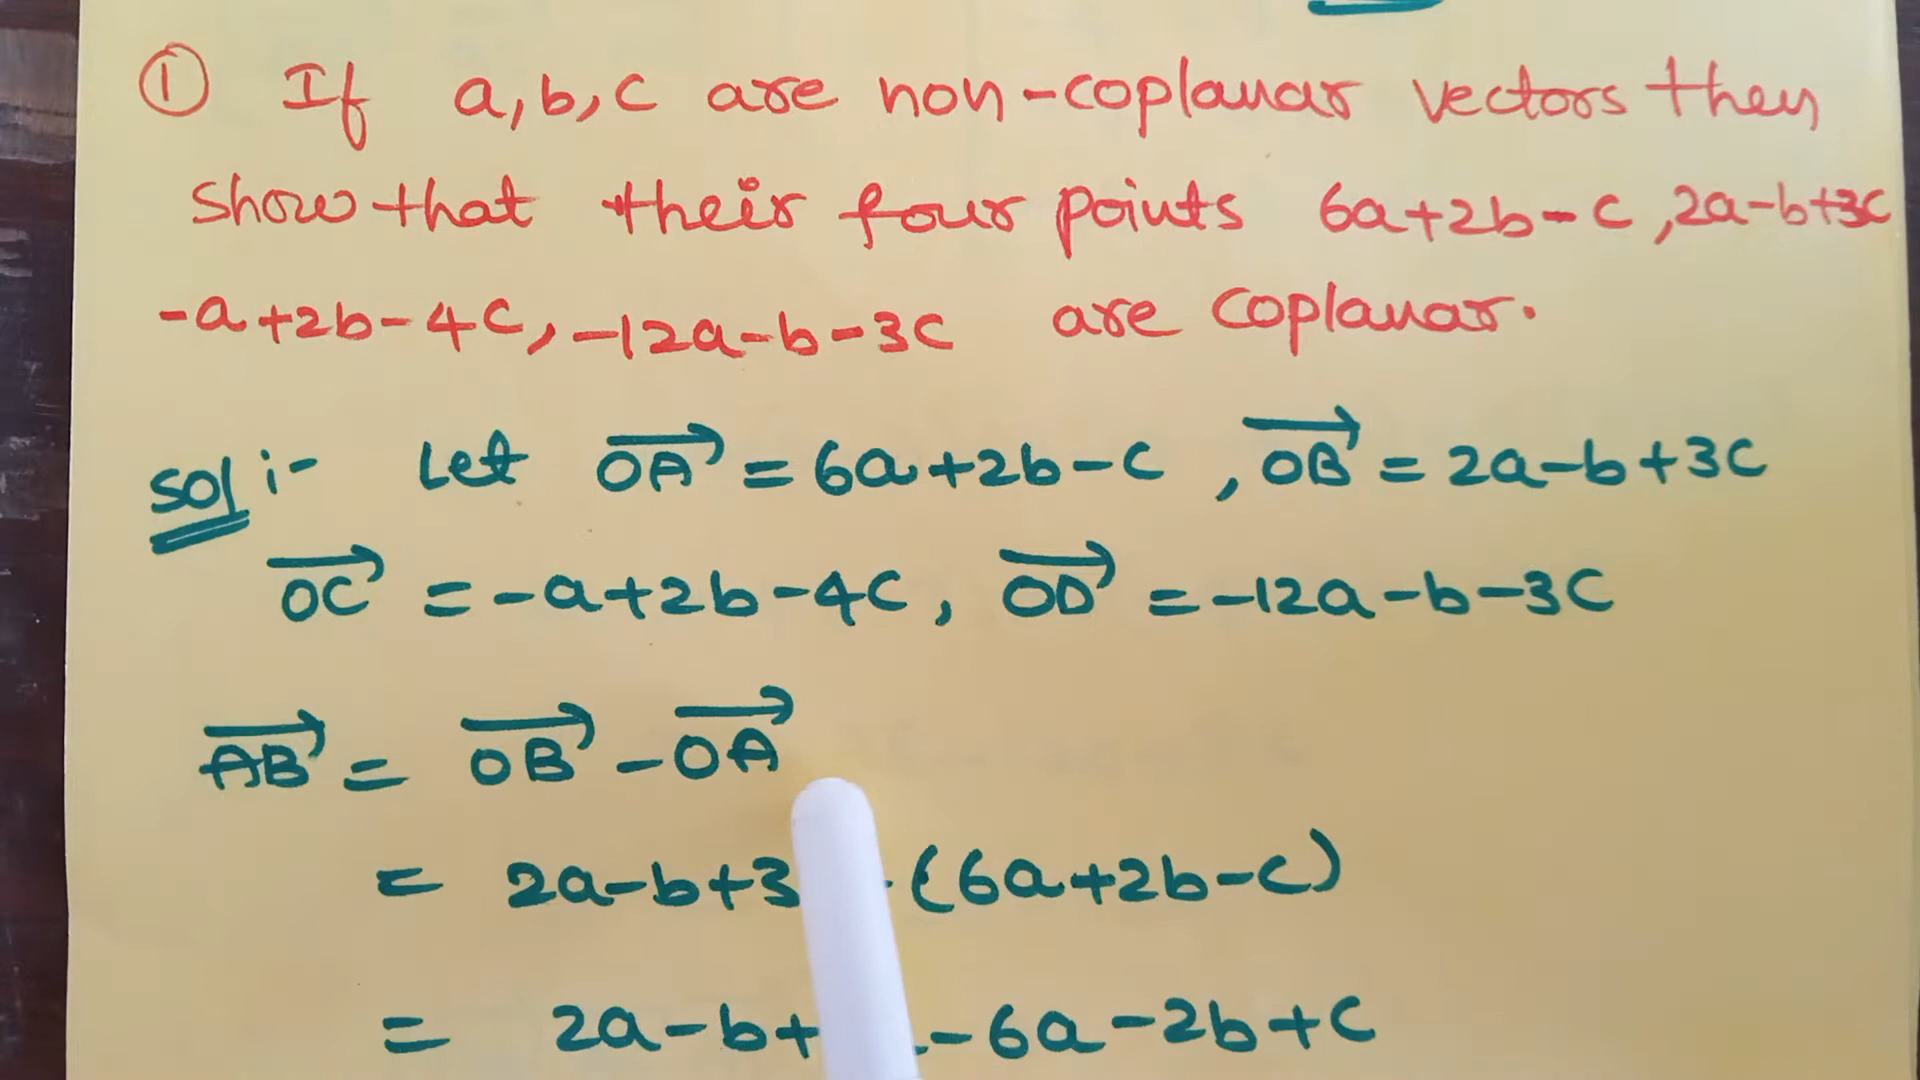 ① If a, b, c are non-coplanar vectors then
show that their four points 6a+2b-c, 2a-b+3c
-a+2b-4c, -12a-b-3c are coplanar.
Sol:- Let OA = 6a+2b-c, OB = 2a-b+3c
OC = -a+2b-4c, OD = -12a-b-3c
AB = OB - OA
= 2a-b+3 - (6a+2b-c)
= 2a-b+ -6a-2b+c